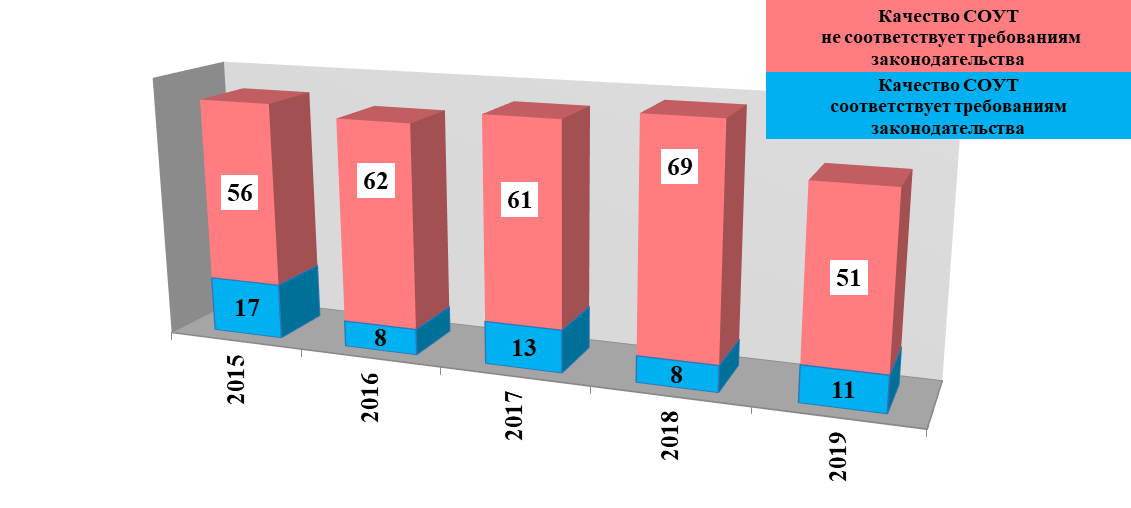 Качество СОУТ
не соответствует требованиям
законодательства
Качество СОУТ
соответствует требованиям
законодательства
56
62
61
69
51
17
8
13
8
11
2015
2016
2017
2018
2019